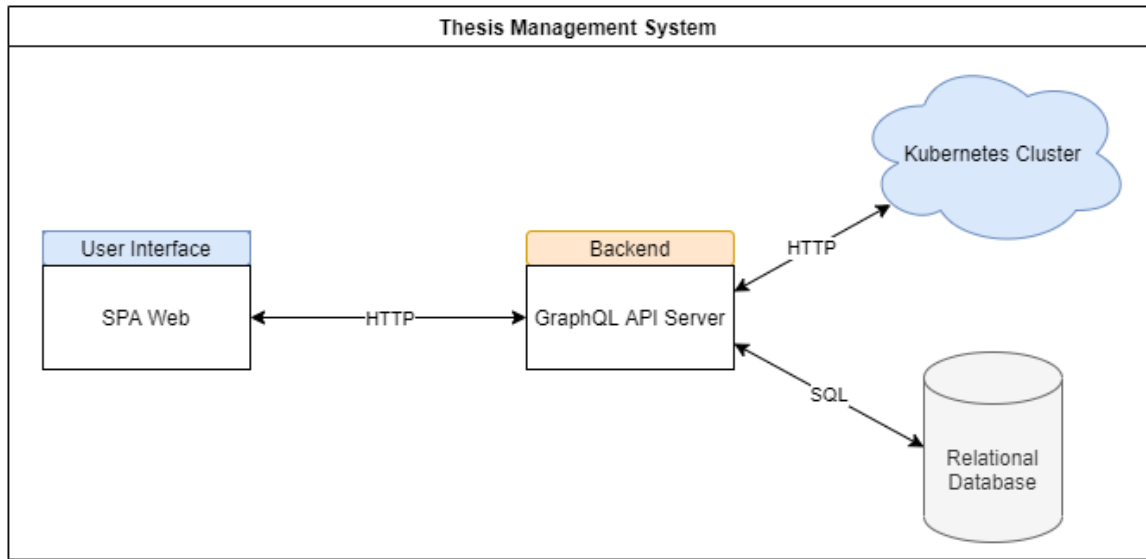 Thesis Management System
Kubernetes Cluster
User Interface
Backend
HTTP
SPA Web
HTTP
GraphQL API Server
SQL
Relational
Database